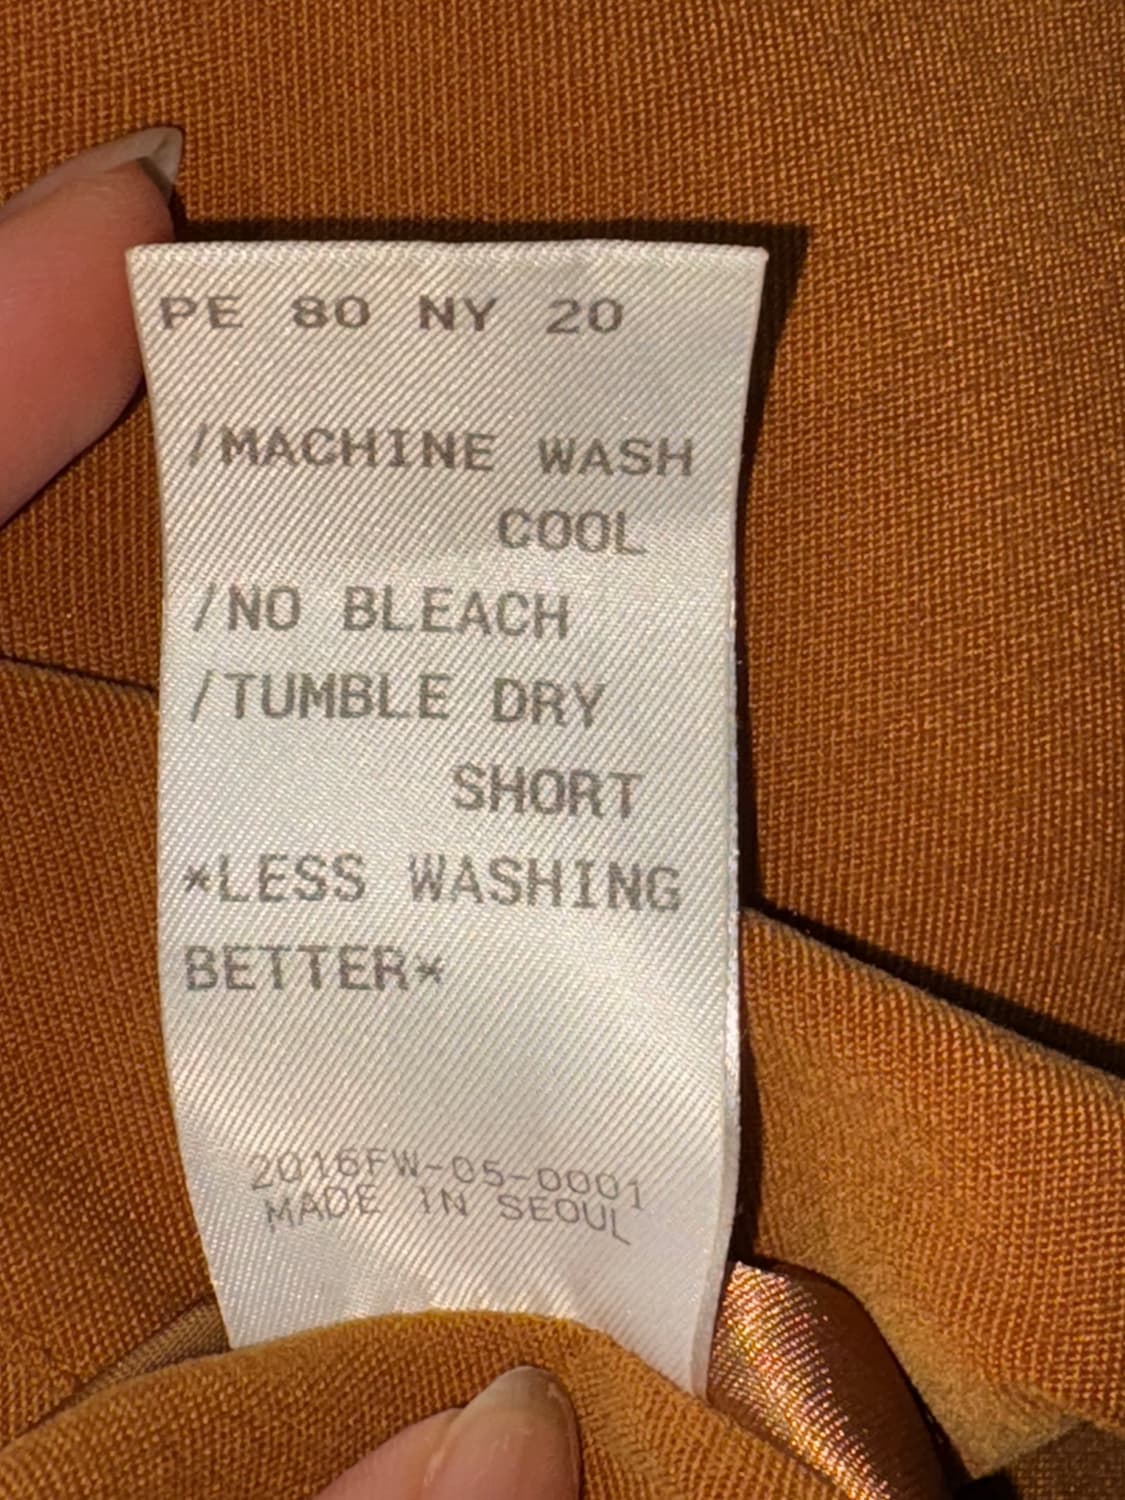 PE 80 NY 20
/MACHINE WASH
COOL
/NO BLEACH
/TUMBLE DRY
SHORT
*LESS WASHING
BETTER*
2016FW-05-0001
MADE IN SEOUL